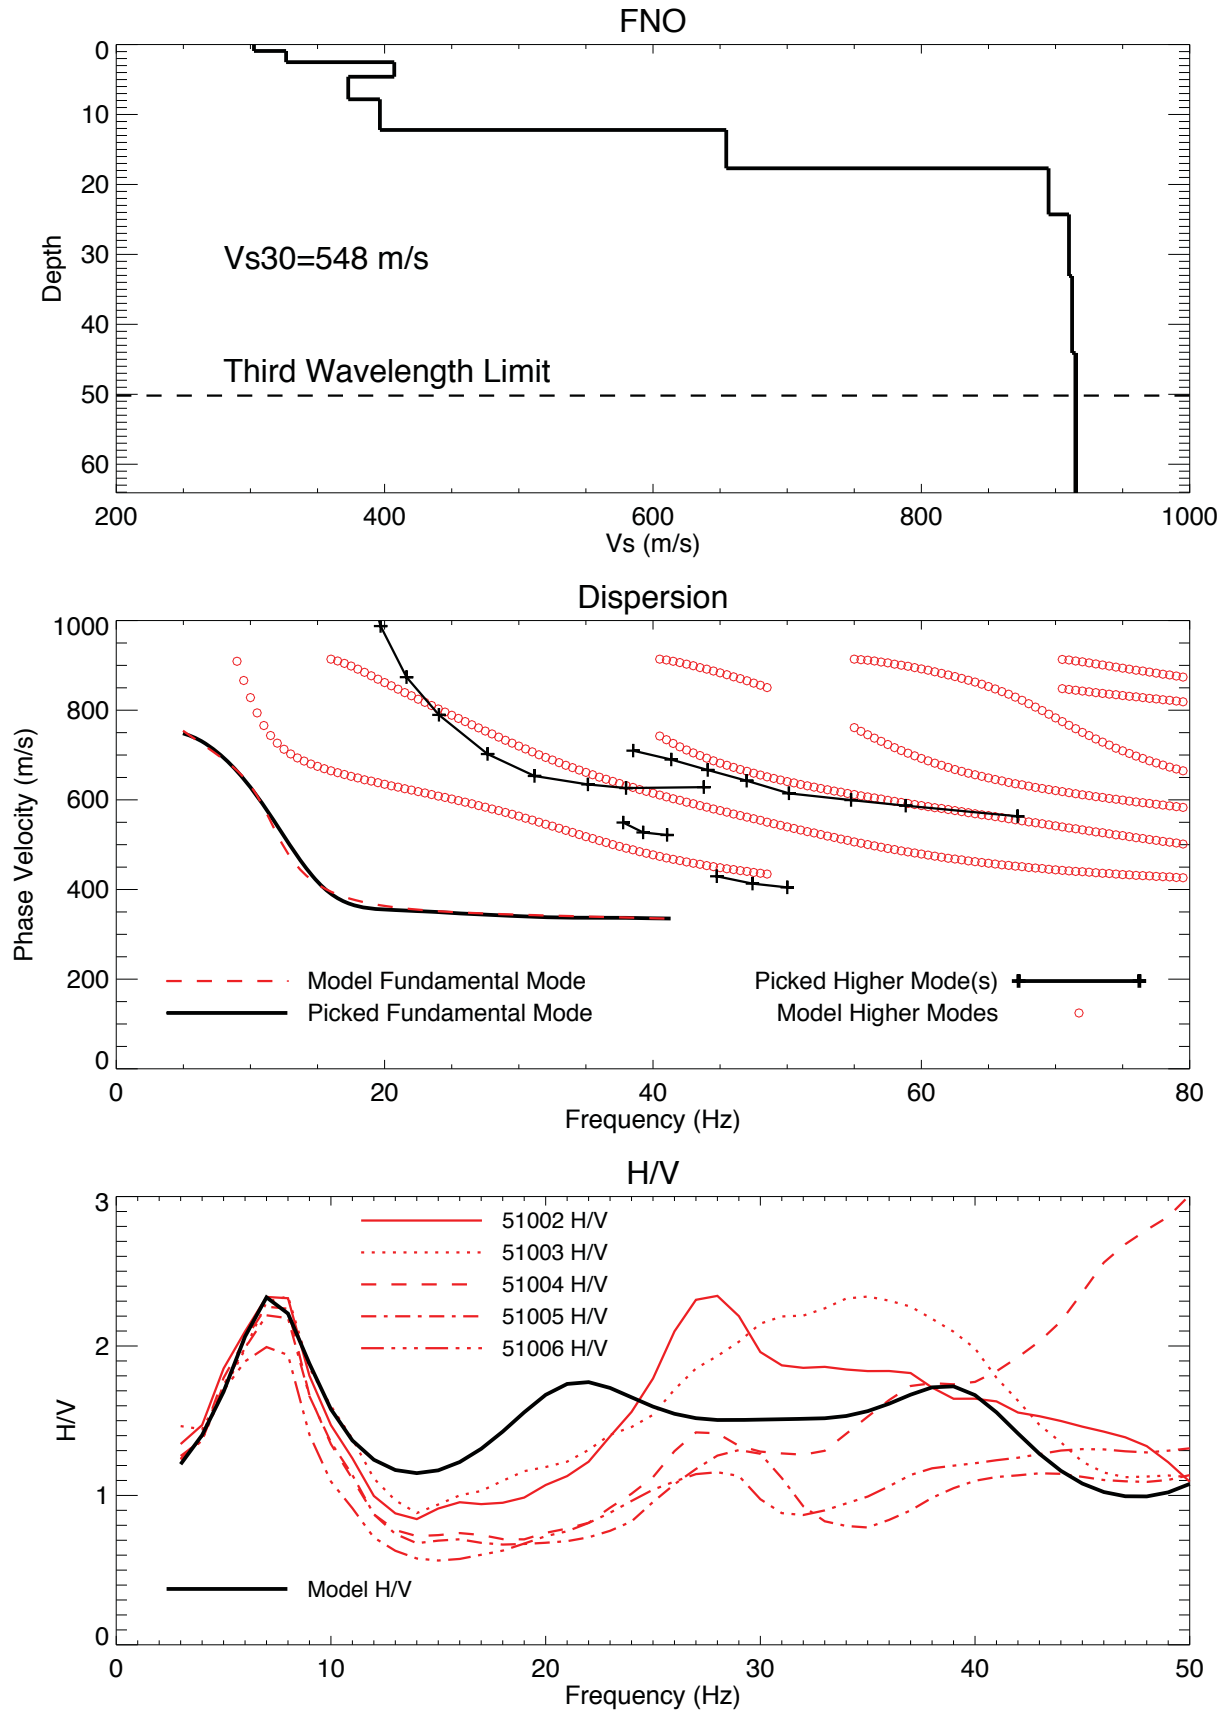 FNO
0
10
20
30
40
50
60
Depth
Vs30=548 m/s
Third Wavelength Limit
200 400 600 800 1000
Vs (m/s)
Dispersion
1000
800
600
400
200
0
Phase Velocity (m/s)
Model Fundamental Mode
Picked Fundamental Mode
Picked Higher Mode(s)
Model Higher Modes
0 20 40 60 80
Frequency (Hz)
H/V
3
2
1
0
H/V
51002 H/V
51003 H/V
51004 H/V
51005 H/V
51006 H/V
Model H/V
0 10 20 30 40 50
Frequency (Hz)